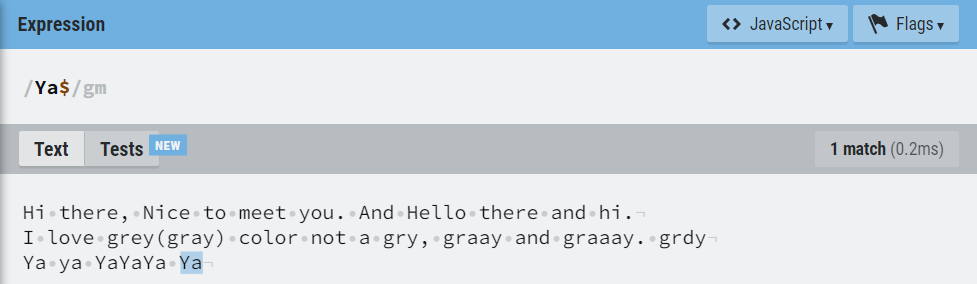 Expression
<> JavaScript ▾
Flags ▾
/Ya$/gm
Text
Tests
NEW
1 match (0.2ms)
Hi there, Nice to meet you. And Hello there and hi.
I love grey(gray) color not a gry, graay and graaay. grdy
Ya ya YaYaYa Ya